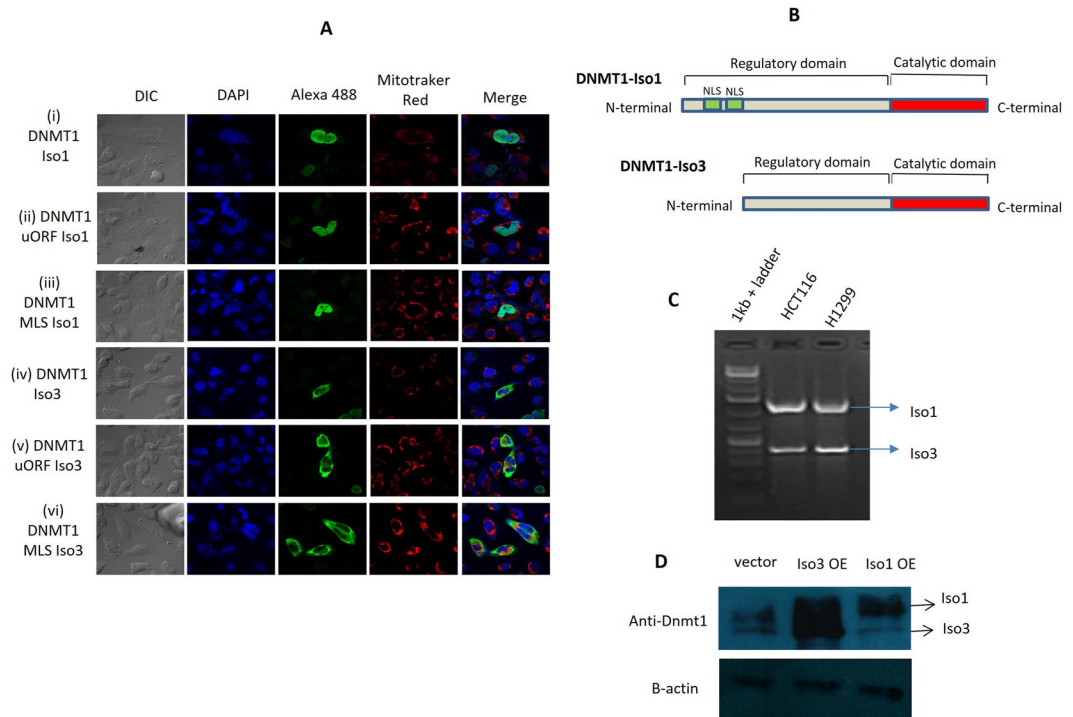 A
DIC DAPI Alexa 488 Mitotraker Red Merge
(i)
DNMT1
Iso1
(ii) DNMT1
uORF Iso1
(iii)
DNMT1
MLS Iso1
(iv) DNMT1
Iso3
(v) DNMT1
uORF Iso3
(vi)
DNMT1
MLS Iso3
B
Regulatory domain Catalytic domain
DNMT1-Iso1
NLS NLS
N-terminal C-terminal
DNMT1-Iso3
Regulatory domain Catalytic domain
N-terminal C-terminal
C
1kb + ladder HCT116 H1299
Iso1
Iso3
D
vector Iso3 OE Iso1 OE
Anti-Dnmt1
Iso1
Iso3
B-actin